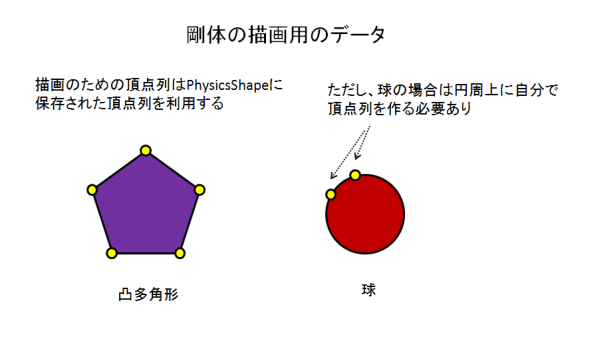 剛体の描画用のデータ
描画のための頂点列はPhysicsShapeに
保存された頂点列を利用する
ただし、球の場合は円周上に自分で
頂点列を作る必要あり
凸多角形
球